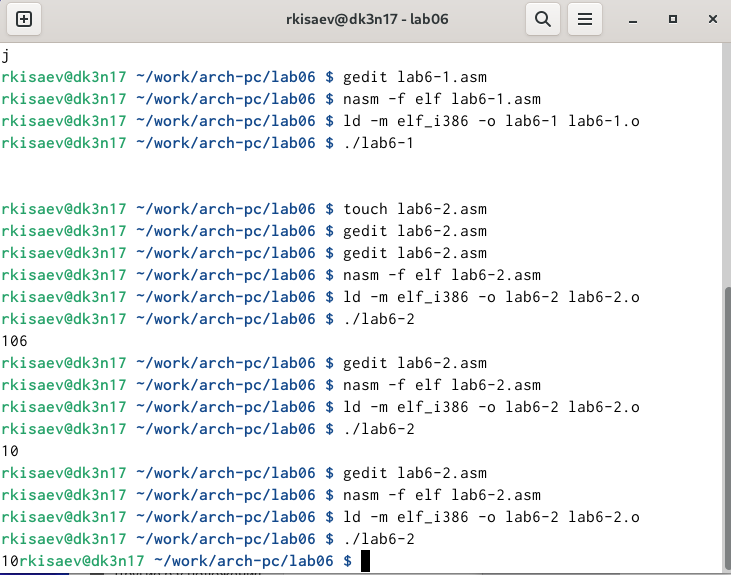 rkisaev@dk3n17 - lab06
j
rkisaev@dk3n17 ~/work/arch-pc/lab06 $ gedit lab6-1.asm
rkisaev@dk3n17 ~/work/arch-pc/lab06 $ nasm -f elf lab6-1.asm
rkisaev@dk3n17 ~/work/arch-pc/lab06 $ ld -m elf_i386 -o lab6-1 lab6-1.o
rkisaev@dk3n17 ~/work/arch-pc/lab06 $ ./lab6-1
rkisaev@dk3n17 ~/work/arch-pc/lab06 $ touch lab6-2.asm
rkisaev@dk3n17 ~/work/arch-pc/lab06 $ gedit lab6-2.asm
rkisaev@dk3n17 ~/work/arch-pc/lab06 $ gedit lab6-2.asm
rkisaev@dk3n17 ~/work/arch-pc/lab06 $ nasm -f elf lab6-2.asm
rkisaev@dk3n17 ~/work/arch-pc/lab06 $ ld -m elf_i386 -o lab6-2 lab6-2.o
rkisaev@dk3n17 ~/work/arch-pc/lab06 $ ./lab6-2
106
rkisaev@dk3n17 ~/work/arch-pc/lab06 $ gedit lab6-2.asm
rkisaev@dk3n17 ~/work/arch-pc/lab06 $ nasm -f elf lab6-2.asm
rkisaev@dk3n17 ~/work/arch-pc/lab06 $ ld -m elf_i386 -o lab6-2 lab6-2.o
rkisaev@dk3n17 ~/work/arch-pc/lab06 $ ./lab6-2
10
rkisaev@dk3n17 ~/work/arch-pc/lab06 $ gedit lab6-2.asm
rkisaev@dk3n17 ~/work/arch-pc/lab06 $ nasm -f elf lab6-2.asm
rkisaev@dk3n17 ~/work/arch-pc/lab06 $ ld -m elf_i386 -o lab6-2 lab6-2.o
rkisaev@dk3n17 ~/work/arch-pc/lab06 $ ./lab6-2
10rkisaev@dk3n17 ~/work/arch-pc/lab06 $